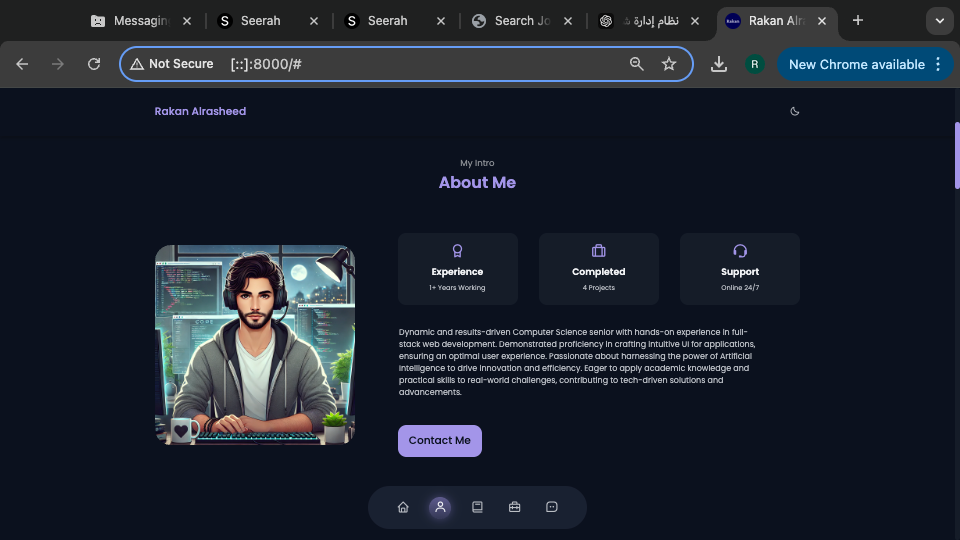 Messaging
Seerah
Seerah
Search Jo
نظام إدارة
Rakan Alr
Not Secure
[::]:8000/#
R
New Chrome available
Rakan Alrasheed
My Intro
About Me
Experience
1+ Years Working
Completed
4 Projects
Support
Online 24/7
Dynamic and results-driven Computer Science senior with hands-on experience in full-
stack web development. Demonstrated proficiency in crafting intuitive UI for applications,
ensuring an optimal user experience. Passionate about harnessing the power of Artificial
Intelligence to drive innovation and efficiency. Eager to apply academic knowledge and
practical skills to real-world challenges, contributing to tech-driven solutions and
advancements.
Contact Me